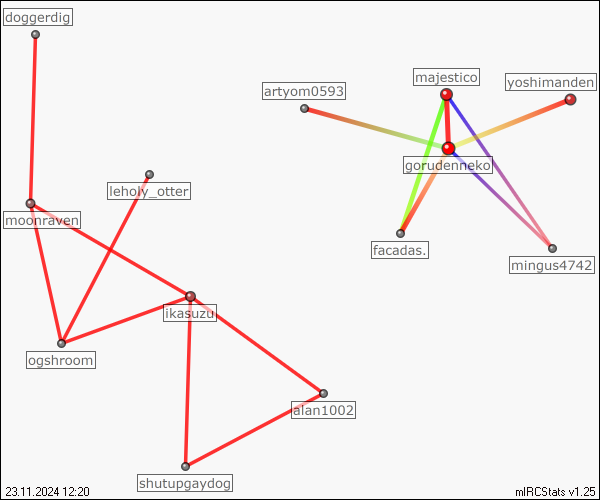 doggerdig
majestico
yoshimanden
artyom0593
gorudenneko
leholy_otter
moonraven
facadas.
mingus4742
ikasuzu
ogshroom
alan1002
shutupgaydog
23.11.2024 12:20
mIRCStats v1.25